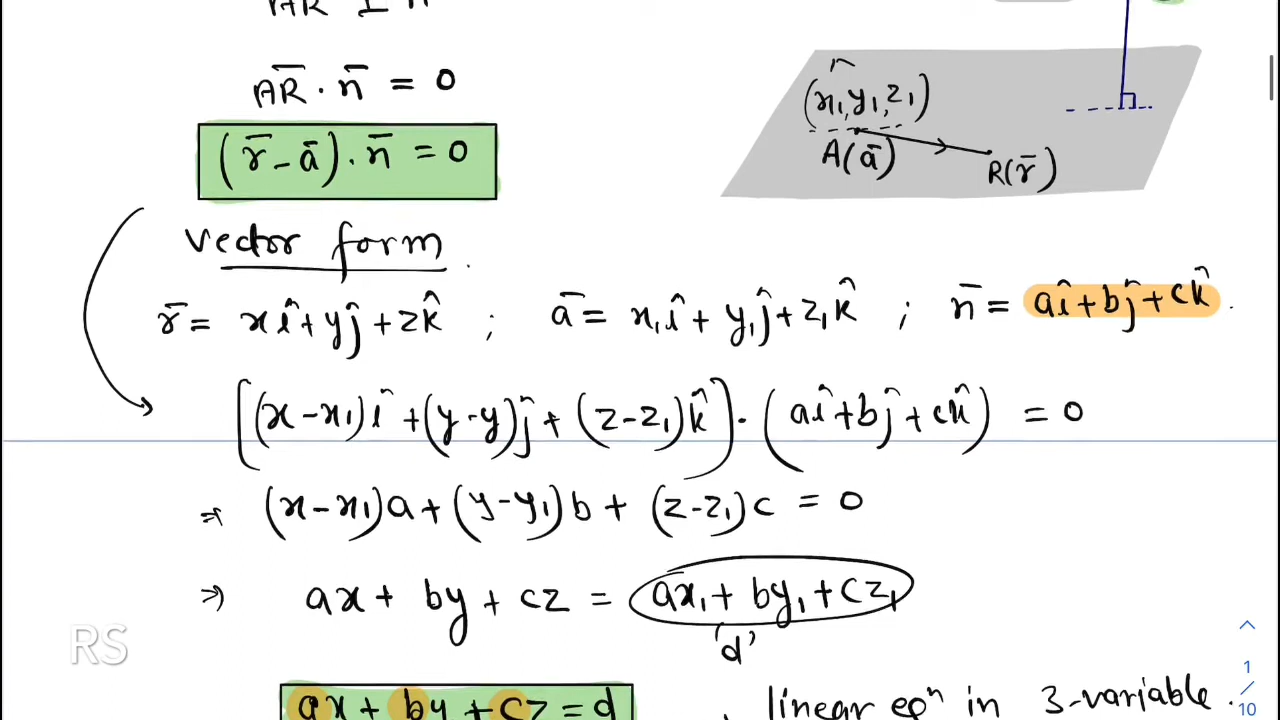 AR ⊥ n
AR̅ . n̅ = 0
(r̅ - a̅) . n̅ = 0
(x₁, y₁, z₁)
A(a̅)
R(r̅)
vector form
r̅ = xî + yĵ + zk̂ ; a̅ = x₁î + y₁ĵ + z₁k̂ ; n̅ = aî + bĵ + ck̂ .
[(x - x₁)î + (y - y)ĵ + (z - z₁)k̂] . (aî + bĵ + ck̂) = 0
⇒ (x - x₁)a + (y - y₁)b + (z - z₁)c = 0
⇒ ax + by + cz = ax₁ + by₁ + cz₁
'd'
RS
ax + by + cz = d
linear eqⁿ in 3-variable .
1
/
10